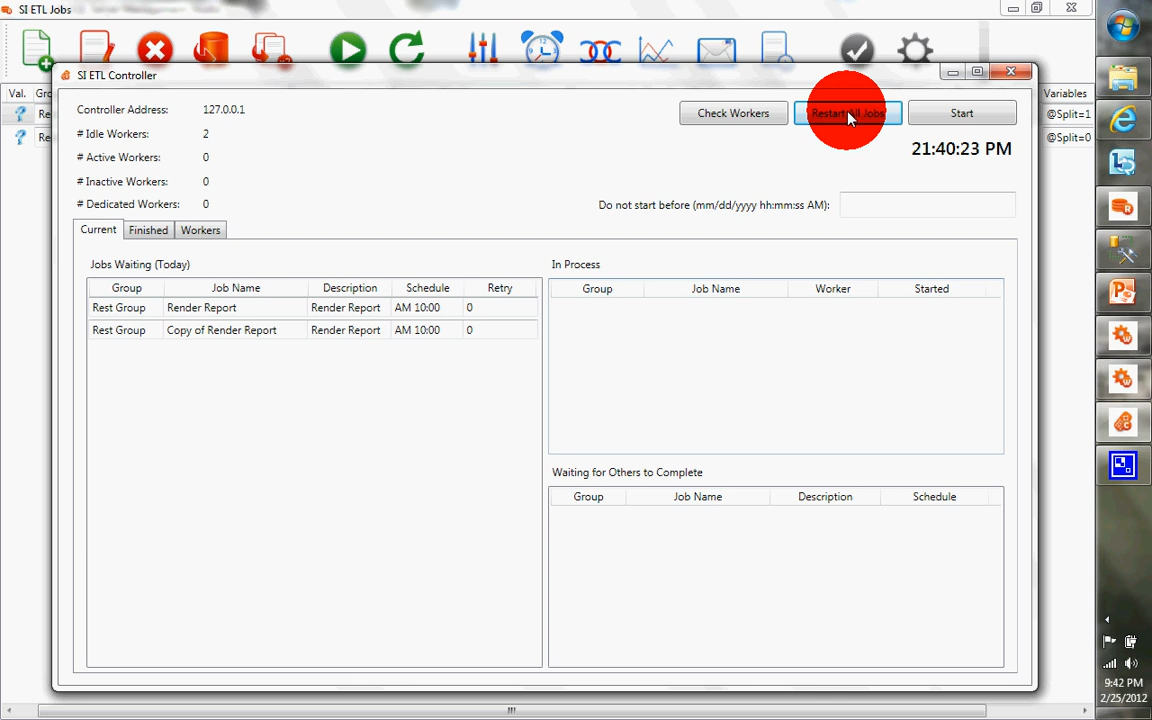 SI ETL Jobs
SI ETL Controller
Val. Gro
Variables
Re
@Split=1
Re
@Split=0
Controller Address: 127.0.0.1
# Idle Workers: 2
# Active Workers: 0
# Inactive Workers: 0
# Dedicated Workers: 0
Check Workers
Restart All Jobs
Start
21:40:23 PM
Do not start before (mm/dd/yyyy hh:mm:ss AM):
Current Finished Workers
Jobs Waiting (Today)
Group Job Name Description Schedule Retry
Rest Group Render Report Render Report AM 10:00 0
Rest Group Copy of Render Report Render Report AM 10:00 0
In Process
Group Job Name Worker Started
Waiting for Others to Complete
Group Job Name Description Schedule
9:42 PM
2/25/2012